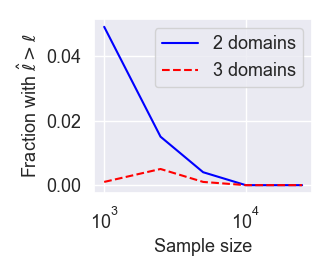 Fraction with ℓ̂ > ℓ
0.04
0.02
0.00
2 domains
3 domains
10³
10⁴
Sample size